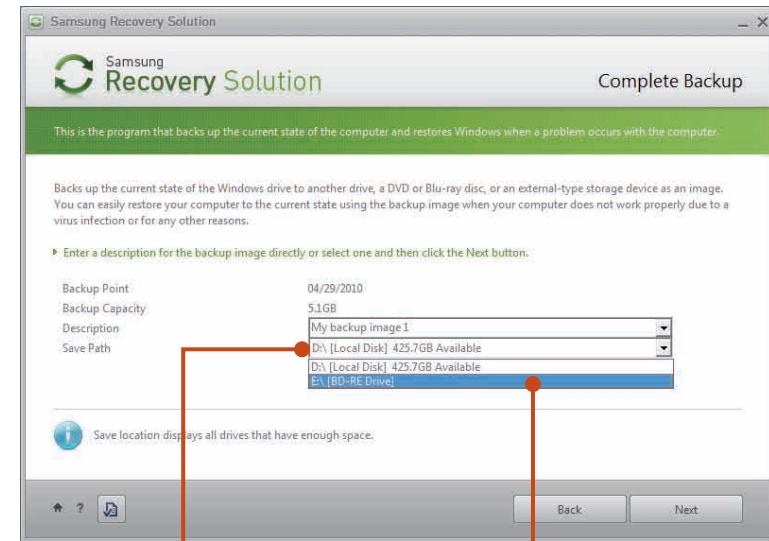 Samsung Recovery Solution
Samsung
Recovery Solution
Complete Backup
This is the program that backs up the current state of the computer and restores Windows when a problem occurs with the computer.
Backs up the current state of the Windows drive to another drive, a DVD or Blu-ray disc, or an external-type storage device as an image.
You can easily restore your computer to the current state using the backup image when your computer does not work properly due to a
virus infection or for any other reasons.
Enter a description for the backup image directly or select one and then click the Next button.
Backup Point 04/29/2010
Backup Capacity 5.1GB
Description My backup image 1
Save Path D:\ [Local Disk] 425.7GB Available
D:\ [Local Disk] 425.7GB Available
E:\ [BD-RE Drive]
Save location displays all drives that have enough space.
? Back Next